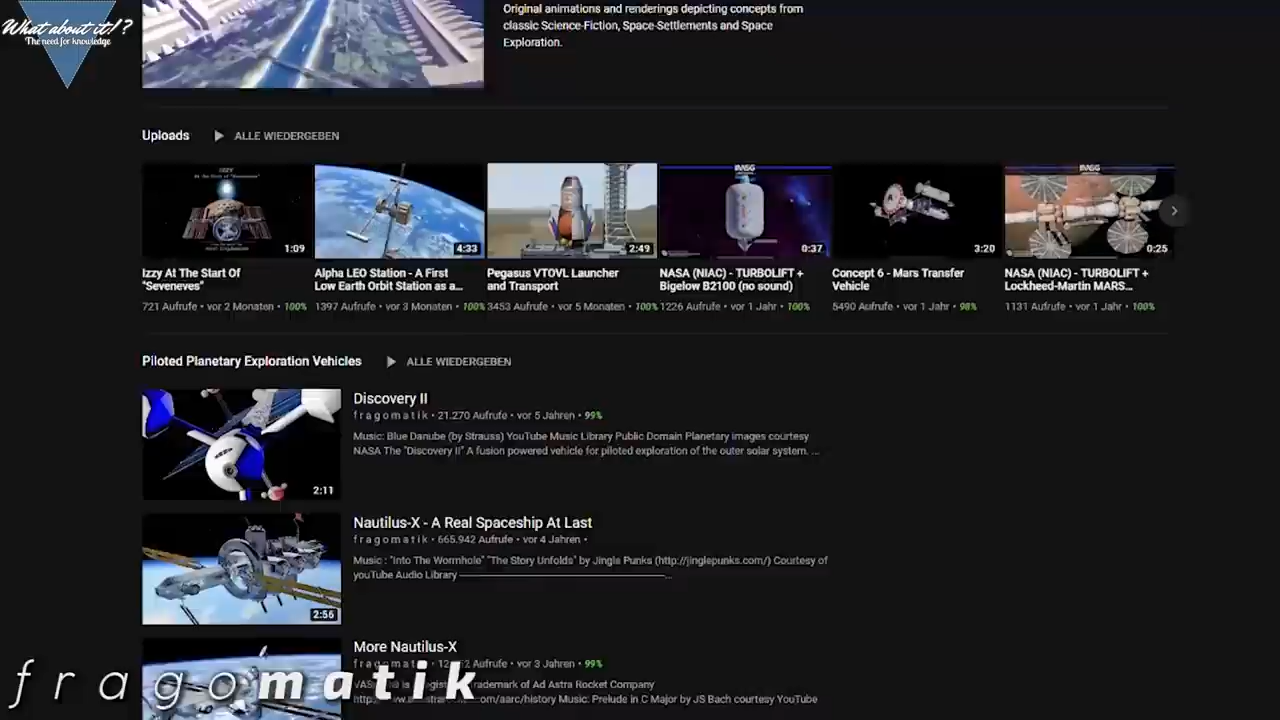 What about it!?
The need for knowledge
Original animations and renderings depicting concepts from
classic Science-Fiction, Space-Settlements and Space
Exploration.
Uploads ALLE WIEDERGEBEN
1:09
4:33
2:49
0:37
3:20
0:25
Izzy At The Start Of
"Seveneves"
721 Aufrufe • vor 2 Monaten • 100%
Alpha LEO Station - A First
Low Earth Orbit Station as a...
1397 Aufrufe • vor 3 Monaten • 100%
Pegasus VTOVL Launcher
and Transport
3453 Aufrufe • vor 5 Monaten • 100%
NASA (NIAC) - TURBOLIFT +
Bigelow B2100 (no sound)
1226 Aufrufe • vor 1 Jahr • 100%
Concept 6 - Mars Transfer
Vehicle
5490 Aufrufe • vor 1 Jahr • 98%
NASA (NIAC) - TURBOLIFT +
Lockheed-Martin MARS...
1131 Aufrufe • vor 1 Jahr • 100%
Piloted Planetary Exploration Vehicles ALLE WIEDERGEBEN
2:11
Discovery II
f r a g o m a t i k • 21.270 Aufrufe • vor 5 Jahren • 99%
Music: Blue Danube (by Strauss) YouTube Music Library Public Domain Planetary images courtesy
NASA The "Discovery II" A fusion powered vehicle for piloted exploration of the outer solar system. ...
2:56
Nautilus-X - A Real Spaceship At Last
f r a g o m a t i k • 665.942 Aufrufe • vor 4 Jahren •
Music : "Into The Wormhole" "The Story Unfolds" by Jingle Punks (http://jinglepunks.com/) Courtesy of
youTube Audio Library ...
More Nautilus-X
Aufrufe • vor 3 Jahren • 99%
trademark of Ad Astra Rocket Company
Music: Prelude in C Major by JS Bach courtesy YouTube
f r a g o m a t i k